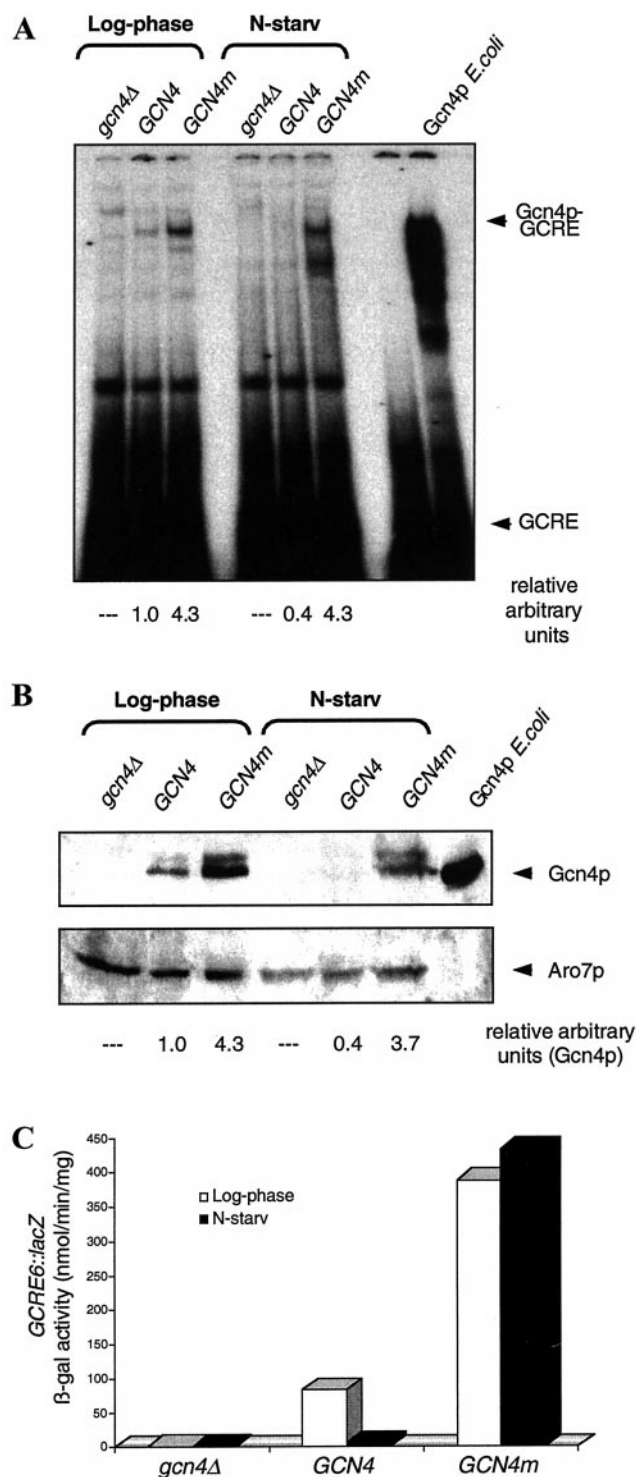 A
Log-phase N-starv
gcn4Δ GCN4 GCN4m gcn4Δ GCN4 GCN4m Gcn4p E.coli
Gcn4p-
GCRE
GCRE
--- 1.0 4.3 --- 0.4 4.3 relative
arbitrary
units
B
Log-phase N-starv
gcn4Δ GCN4 GCN4m gcn4Δ GCN4 GCN4m Gcn4p E.coli
Gcn4p
Aro7p
--- 1.0 4.3 --- 0.4 3.7 relative arbitrary
units (Gcn4p)
C
GCRE6::lacZ
ß-gal activity (nmol/min/mg)
450
400
350
300
250
200
150
100
50
0
Log-phase
N-starv
gcn4Δ GCN4 GCN4m